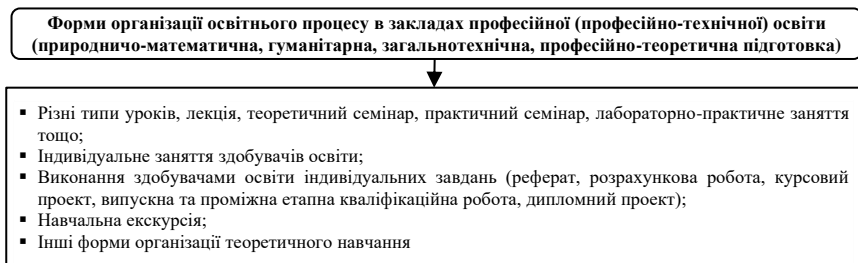 Форми організації освітнього процесу в закладах професійної (професійно-технічної) освіти
(природничо-математична, гуманітарна, загальнотехнічна, професійно-теоретична підготовка)
▪ Різні типи уроків, лекція, теоретичний семінар, практичний семінар, лабораторно-практичне заняття
тощо;
▪ Індивідуальне заняття здобувачів освіти;
▪ Виконання здобувачами освіти індивідуальних завдань (реферат, розрахункова робота, курсовий
проект, випускна та проміжна етапна кваліфікаційна робота, дипломний проект);
▪ Навчальна екскурсія;
▪ Інші форми організації теоретичного навчання